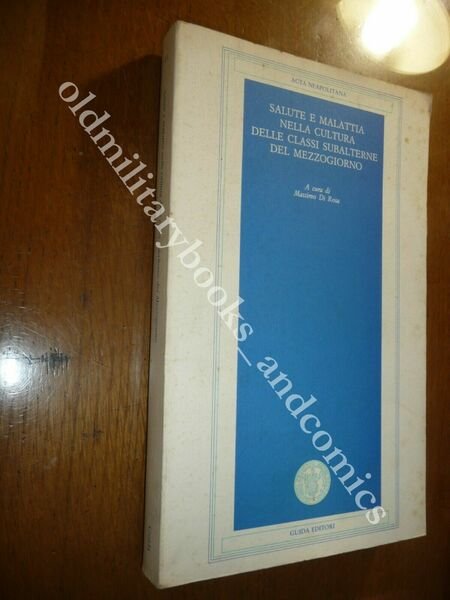 ACTA NEAPOLITANA
SALUTE E MALATTIA
NELLA CULTURA
DELLE CLASSI SUBALTERNE
DEL MEZZOGIORNO
A cura di
Massimo Di Rosa
GUIDA EDITORI
oldmilitarybooks_andcomics